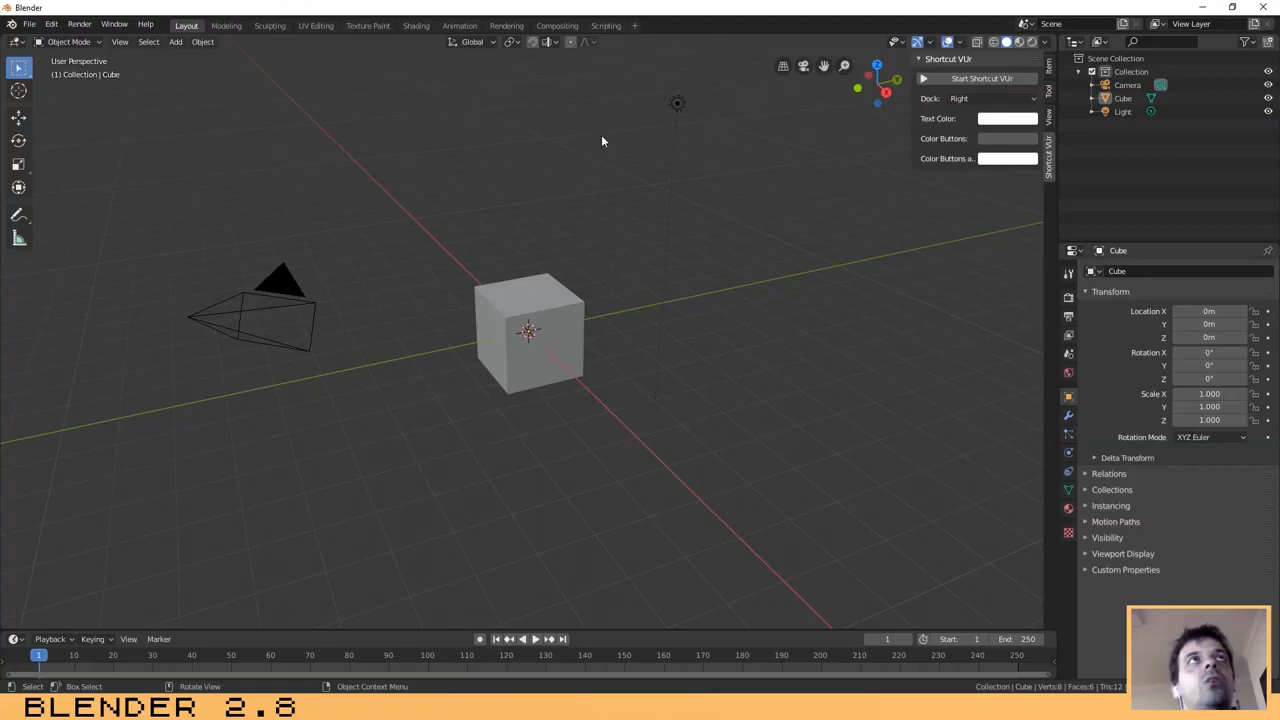 Blender
File Edit Render Window Help Layout Modeling Sculpting UV Editing Texture Paint Shading Animation Rendering Compositing Scripting + Scene View Layer
Object Mode View Select Add Object Global
User Perspective
(1) Collection | Cube
Z
Y
X
Shortcut VUr
Start Shortcut VUr
Dock: Right
Text Color:
Color Buttons:
Color Buttons a..
Item
Tool
View
Shortcut VUr
Scene Collection
Collection
Camera
Cube
Light
Cube
Cube
Transform
Location X 0m
Y 0m
Z 0m
Rotation X 0°
Y 0°
Z 0°
Scale X 1.000
Y 1.000
Z 1.000
Rotation Mode XYZ Euler
Delta Transform
Relations
Collections
Instancing
Motion Paths
Visibility
Viewport Display
Custom Properties
Playback Keying View Marker 1 Start: 1 End: 250
1 10 20 30 40 50 60 70 80 90 100 110 120 130 140 150 160 170 180 190 200 210 220 230 240 250
Select Box Select Rotate View Object Context Menu Collection | Cube | Verts:8 | Faces:6 | Tris:12
BLENDER 2.8